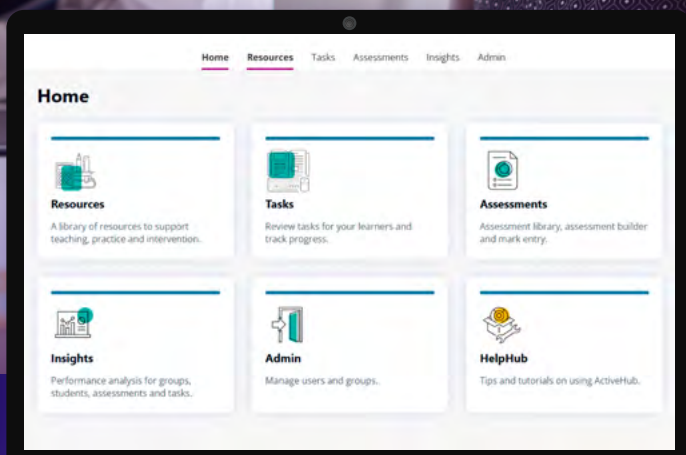 Home Resources Tasks Assessments Insights Admin
Home
Resources
A library of resources to support
teaching, practice and intervention.
Tasks
Review tasks for your learners and
track progress.
Assessments
Assessment library, assessment builder
and mark entry.
Insights
Performance analysis for groups,
students, assessments and tasks.
Admin
Manage users and groups.
HelpHub
Tips and tutorials on using ActiveHub.